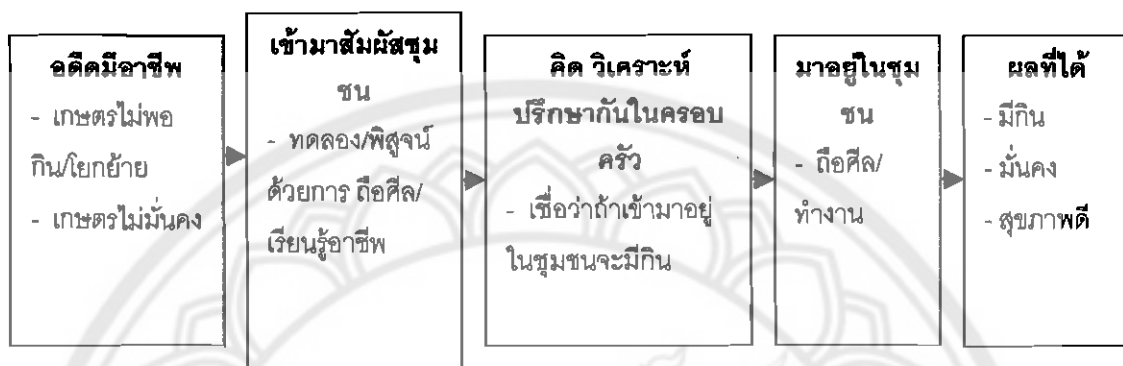 อดีตมีอาชีพ
- เกษตรไม่พอ
กิน/โยกย้าย
- เกษตรไม่มั่นคง
เข้ามาสัมผัสชุม
ชน
- ทดลอง/พิสูจน์
ด้วยการ ถือศีล/
เรียนรู้อาชีพ
คิด วิเคราะห์
ปรึกษากันในครอบ
ครัว
- เชื่อว่าถ้าเข้ามาอยู่
ในชุมชนจะมีกิน
มาอยู่ในชุม
ชน
- ถือศีล/
ทำงาน
ผลที่ได้
- มีกิน
- มั่นคง
- สุขภาพดี